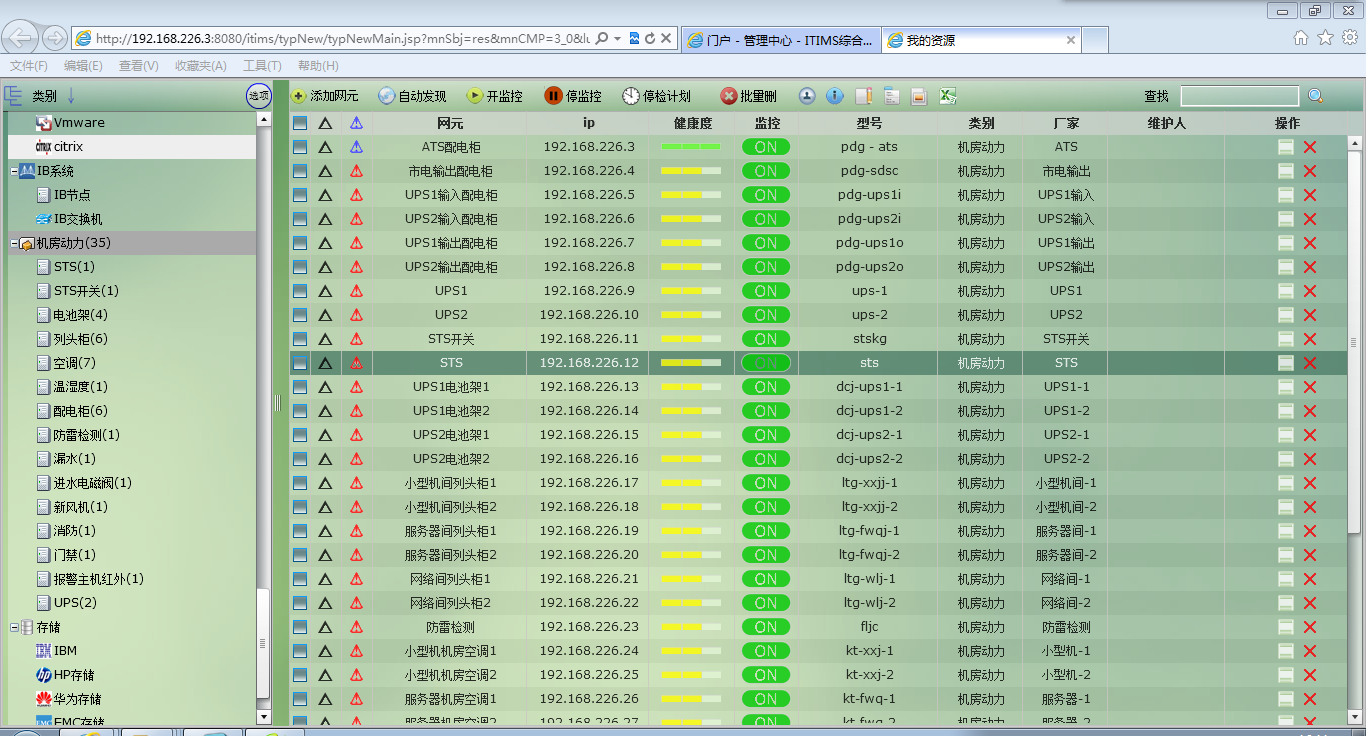 http://192.168.226.3:8080/itims/typNew/typNewMain.jsp?mnSbj=res&tmnCMP=3_0&lu
门户 - 管理中心 - ITIMS综合...
我的资源
文件(F) 编辑(E) 查看(V) 收藏夹(A) 工具(T) 帮助(H)
类别 ↓ 选项
添加网元 自动发现 开监控 停监控 停检计划 批量删 查找
Vmware
citrix
IB系统
IB节点
IB交换机
机房动力(35)
STS(1)
STS开关(1)
电池架(4)
列头柜(6)
空调(7)
温湿度(1)
配电柜(6)
防雷检测(1)
漏水(1)
进水电磁阀(1)
新风机(1)
消防(1)
门禁(1)
报警主机红外(1)
UPS(2)
存储
IBM
HP存储
华为存储
EMC存储
网元 ip 健康度 监控 型号 类别 厂家 维护人 操作
ATS配电柜 192.168.226.3 ON pdg - ats 机房动力 ATS
市电输出配电柜 192.168.226.4 ON pdg-sdsc 机房动力 市电输出
UPS1输入配电柜 192.168.226.5 ON pdg-ups1i 机房动力 UPS1输入
UPS2输入配电柜 192.168.226.6 ON pdg-ups2i 机房动力 UPS2输入
UPS1输出配电柜 192.168.226.7 ON pdg-ups1o 机房动力 UPS1输出
UPS2输出配电柜 192.168.226.8 ON pdg-ups2o 机房动力 UPS2输出
UPS1 192.168.226.9 ON ups-1 机房动力 UPS1
UPS2 192.168.226.10 ON ups-2 机房动力 UPS2
STS开关 192.168.226.11 ON stskg 机房动力 STS开关
STS 192.168.226.12 ON sts 机房动力 STS
UPS1电池架1 192.168.226.13 ON dcj-ups1-1 机房动力 UPS1-1
UPS1电池架2 192.168.226.14 ON dcj-ups1-2 机房动力 UPS1-2
UPS2电池架1 192.168.226.15 ON dcj-ups2-1 机房动力 UPS2-1
UPS2电池架2 192.168.226.16 ON dcj-ups2-2 机房动力 UPS2-2
小型机间列头柜1 192.168.226.17 ON ltg-xxjj-1 机房动力 小型机间-1
小型机间列头柜2 192.168.226.18 ON ltg-xxjj-2 机房动力 小型机间-2
服务器间列头柜1 192.168.226.19 ON ltg-fwqj-1 机房动力 服务器间-1
服务器间列头柜2 192.168.226.20 ON ltg-fwqj-2 机房动力 服务器间-2
网络间列头柜1 192.168.226.21 ON ltg-wlj-1 机房动力 网络间-1
网络间列头柜2 192.168.226.22 ON ltg-wlj-2 机房动力 网络间-2
防雷检测 192.168.226.23 ON fljc 机房动力 防雷检测
小型机机房空调1 192.168.226.24 ON kt-xxj-1 机房动力 小型机-1
小型机机房空调2 192.168.226.25 ON kt-xxj-2 机房动力 小型机-2
服务器机房空调1 192.168.226.26 ON kt-fwq-1 机房动力 服务器-1
服务器机房空调2 192.168.226.27 ON kt-fwq-2 机房动力 服务器-2